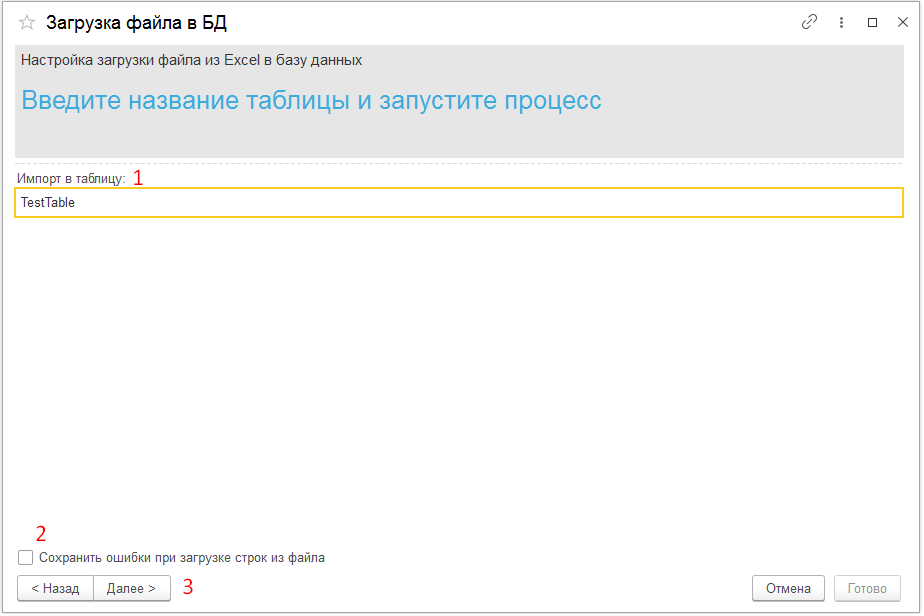 Загрузка файла в БД
Настройка загрузки файла из Excel в базу данных
Введите название таблицы и запустите процесс
Импорт в таблицу: 1
TestTable
2
Сохранить ошибки при загрузке строк из файла
< Назад Далее > 3 Отмена Готово